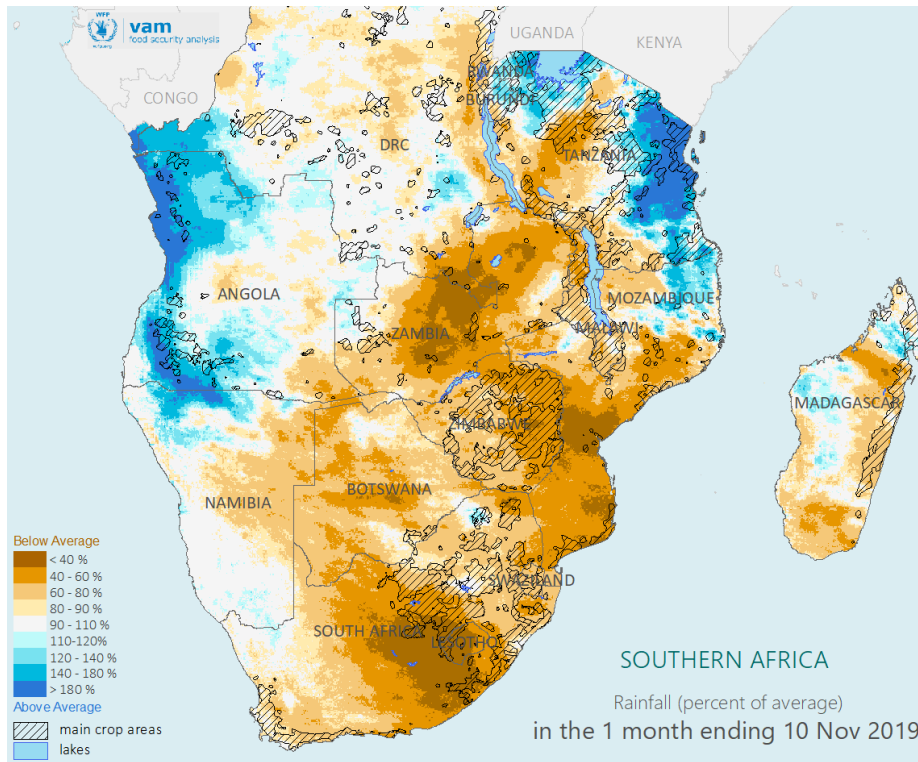 WFP
wfp.org
vam
food security analysis
UGANDA
KENYA
RWANDA
BURUNDI
CONGO
DRC
TANZANIA
ANGOLA
MOZAMBIQUE
ZAMBIA
MALAWI
MADAGASCAR
ZIMBABWE
BOTSWANA
NAMIBIA
SWAZILAND
SOUTH AFRICA
LESOTHO
Below Average
< 40 %
40 - 60 %
60 - 80 %
80 - 90 %
90 - 110 %
110-120%
120 - 140 %
140 - 180 %
> 180 %
Above Average
main crop areas
lakes
SOUTHERN AFRICA
Rainfall (percent of average)
in the 1 month ending 10 Nov 2019